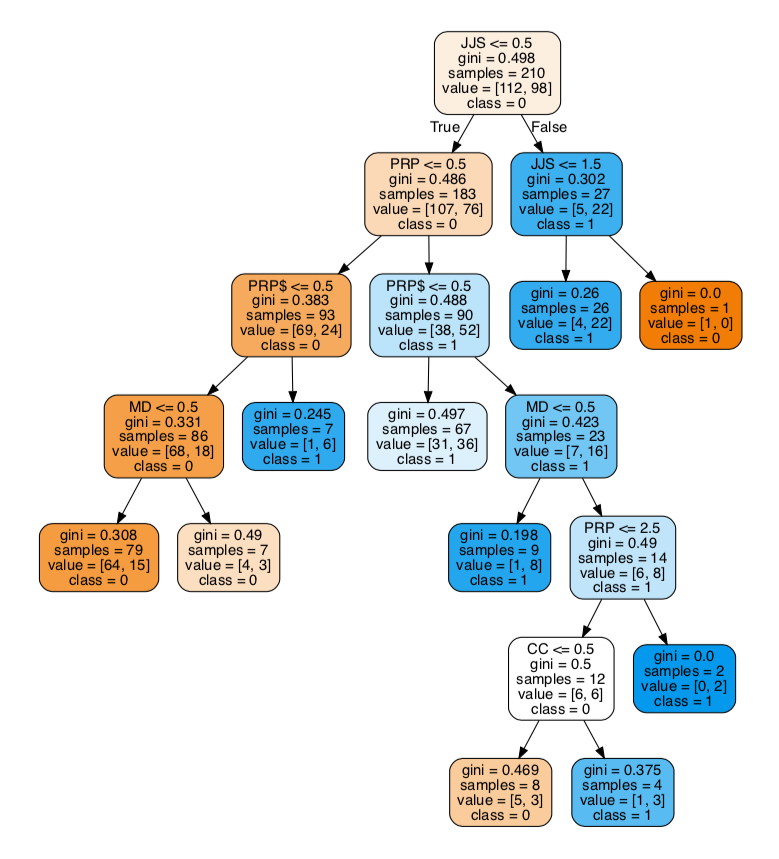 JJS <= 0.5
gini = 0.498
samples = 210
value = [112, 98]
class = 0
True
False
PRP <= 0.5
gini = 0.486
samples = 183
value = [107, 76]
class = 0
JJS <= 1.5
gini = 0.302
samples = 27
value = [5, 22]
class = 1
PRP$ <= 0.5
gini = 0.383
samples = 93
value = [69, 24]
class = 0
PRP$ <= 0.5
gini = 0.488
samples = 90
value = [38, 52]
class = 1
gini = 0.26
samples = 26
value = [4, 22]
class = 1
gini = 0.0
samples = 1
value = [1, 0]
class = 0
MD <= 0.5
gini = 0.331
samples = 86
value = [68, 18]
class = 0
gini = 0.245
samples = 7
value = [1, 6]
class = 1
gini = 0.497
samples = 67
value = [31, 36]
class = 1
MD <= 0.5
gini = 0.423
samples = 23
value = [7, 16]
class = 1
gini = 0.308
samples = 79
value = [64, 15]
class = 0
gini = 0.49
samples = 7
value = [4, 3]
class = 0
gini = 0.198
samples = 9
value = [1, 8]
class = 1
PRP <= 2.5
gini = 0.49
samples = 14
value = [6, 8]
class = 1
CC <= 0.5
gini = 0.5
samples = 12
value = [6, 6]
class = 0
gini = 0.0
samples = 2
value = [0, 2]
class = 1
gini = 0.469
samples = 8
value = [5, 3]
class = 0
gini = 0.375
samples = 4
value = [1, 3]
class = 1